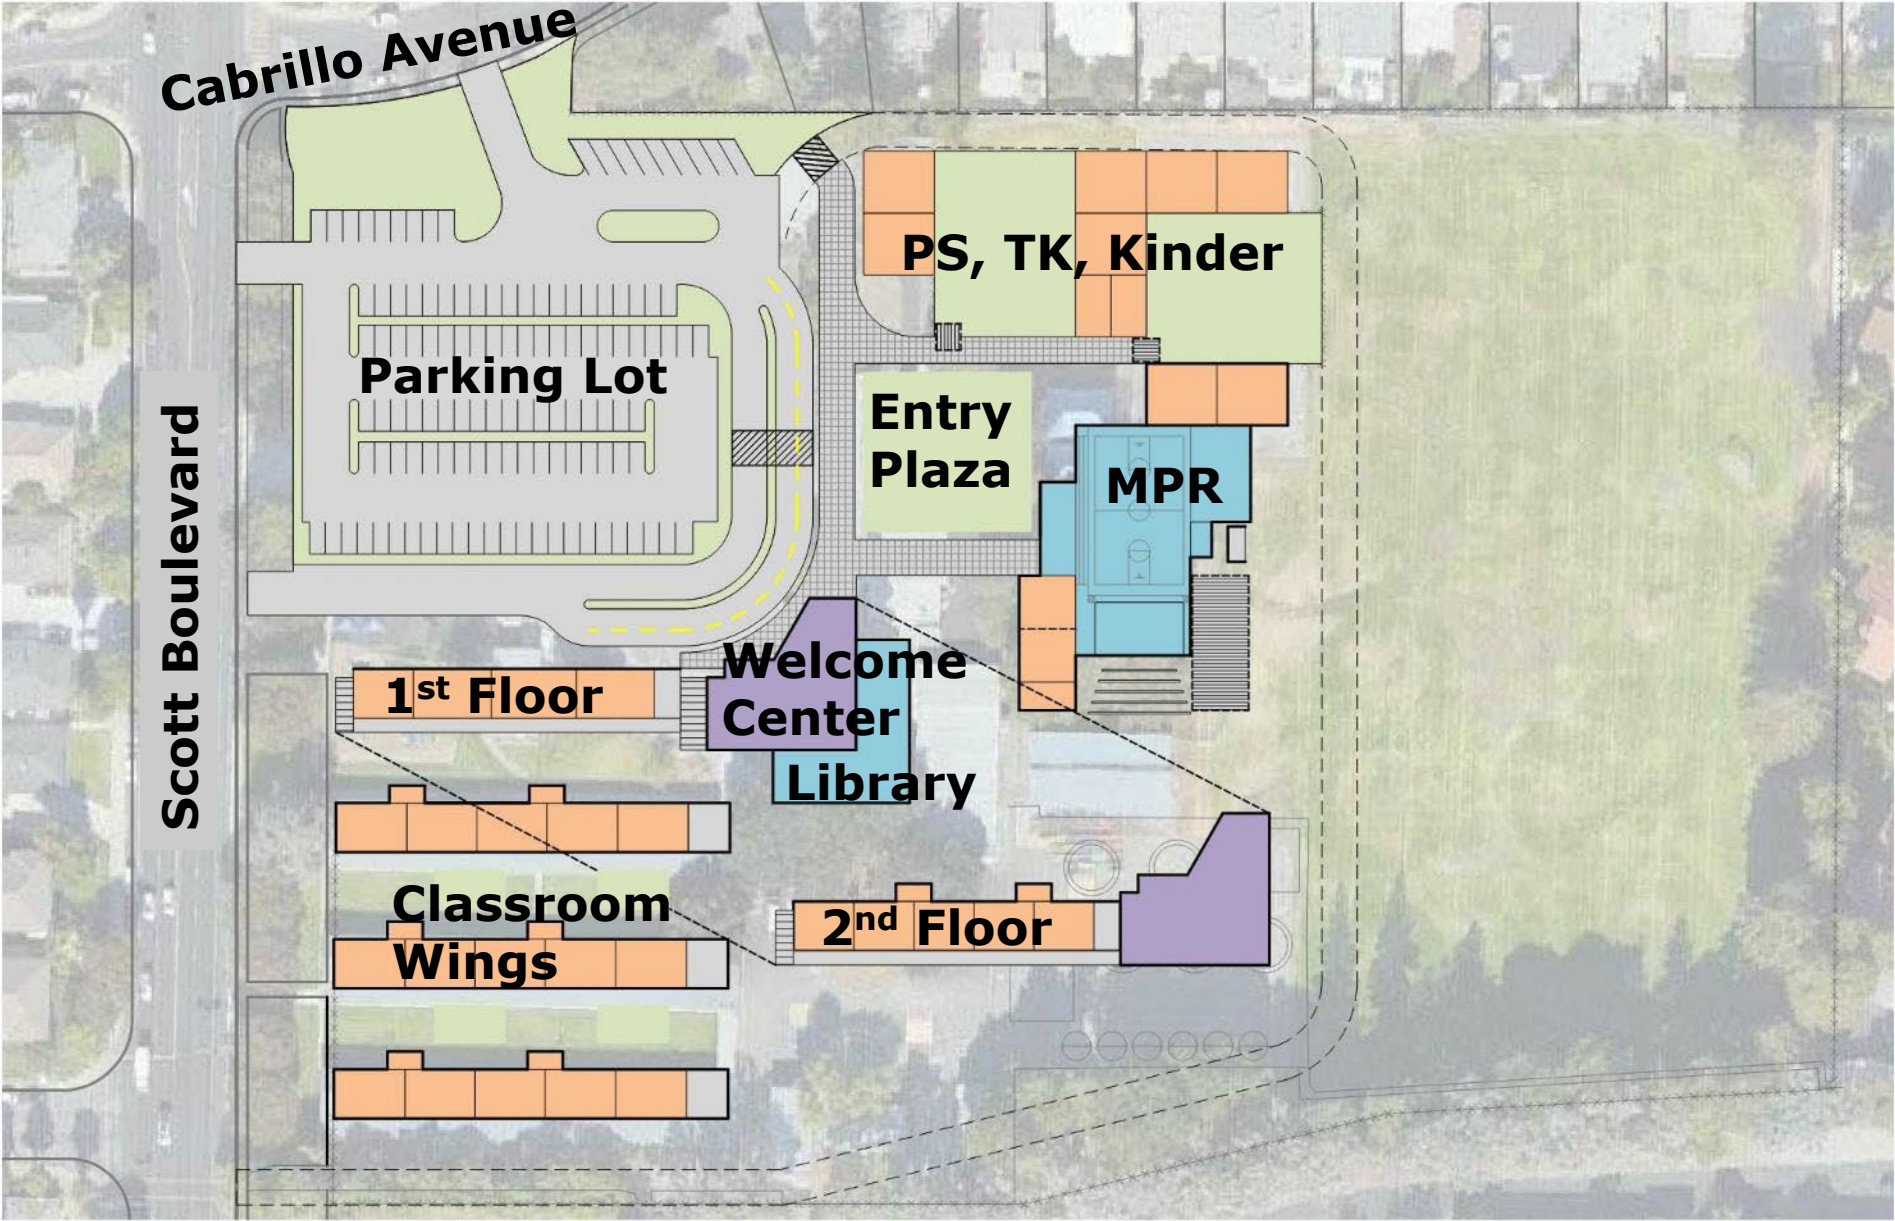 Cabrillo Avenue
PS, TK, Kinder
Parking Lot
Entry
Plaza
MPR
Scott Boulevard
Welcome
Center
1st Floor
Library
Classroom
Wings
2nd Floor